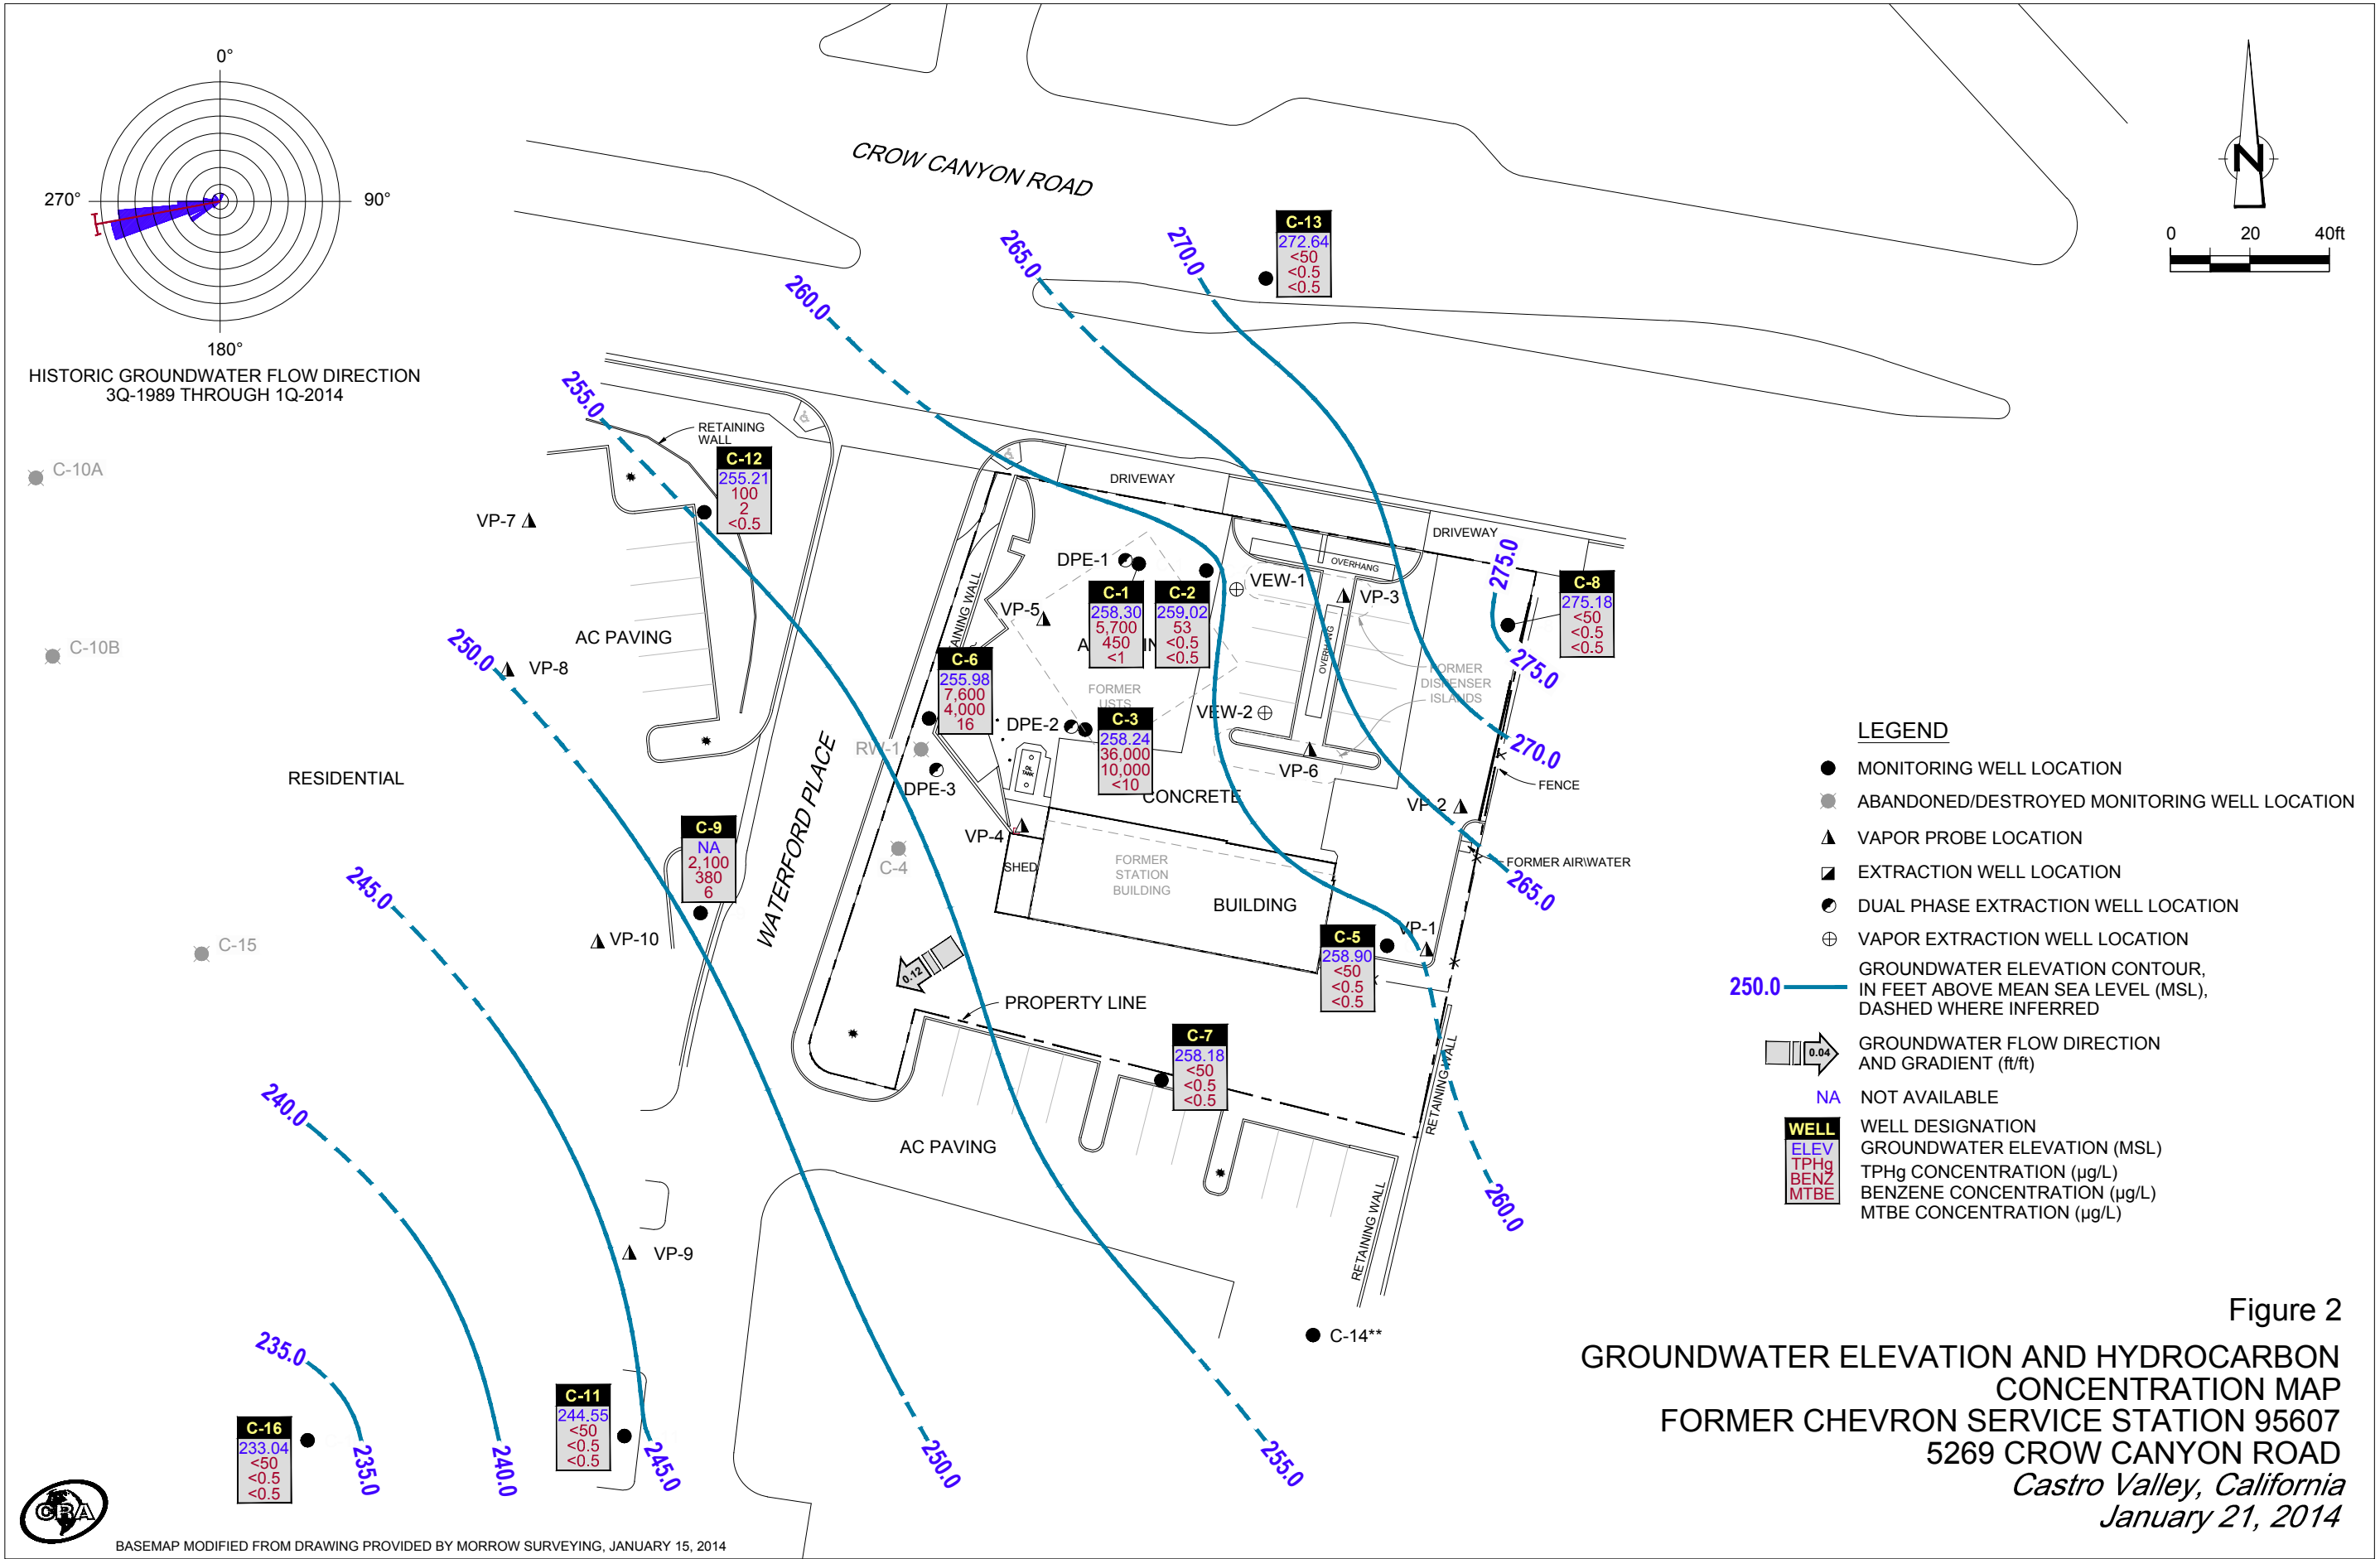 0°
270°
90°
180°
HISTORIC GROUNDWATER FLOW DIRECTION
3Q-1989 THROUGH 1Q-2014
CROW CANYON ROAD
N
0 20 40ft
C-13
272.64
<50
<0.5
<0.5
270.0
265.0
260.0
255.0
RETAINING
WALL
C-12
255.21
100
2
<0.5
C-10A
VP-7
DRIVEWAY
DRIVEWAY
275.0
OVERHANG
DPE-1
VEW-1
VP-3
C-8
275.18
<50
<0.5
<0.5
275.0
C-1
258.30
5,700
450
<1
C-2
259.02
53
<0.5
<0.5
VP-5
AINING WALL
OVERHANG
C-10B
AC PAVING
250.0
VP-8
C-6
255.98
7,600
4,000
16
FORMER
USTS
FORMER
DISPENSER
ISLANDS
DPE-2
C-3
258.24
36,000
10,000
<10
VEW-2
RW-1
DPE-3
OIL
TANK
VP-6
270.0
FENCE
CONCRETE
VP-2
RESIDENTIAL
WATERFORD PLACE
C-9
NA
2,100
380
6
VP-4
C-4
SHED
FORMER
STATION
BUILDING
BUILDING
FORMER AIR\WATER
265.0
245.0
C-15
VP-10
0.12
C-5
258.90
<50
<0.5
<0.5
VP-1
PROPERTY LINE
C-7
258.18
<50
<0.5
<0.5
RETAINING WALL
240.0
AC PAVING
260.0
RETAINING WALL
VP-9
C-14**
235.0
C-16
233.04
<50
<0.5
<0.5
235.0
240.0
C-11
244.55
<50
<0.5
<0.5
245.0
250.0
255.0
LEGEND
MONITORING WELL LOCATION
ABANDONED/DESTROYED MONITORING WELL LOCATION
VAPOR PROBE LOCATION
EXTRACTION WELL LOCATION
DUAL PHASE EXTRACTION WELL LOCATION
VAPOR EXTRACTION WELL LOCATION
250.0
GROUNDWATER ELEVATION CONTOUR,
IN FEET ABOVE MEAN SEA LEVEL (MSL),
DASHED WHERE INFERRED
0.04
GROUNDWATER FLOW DIRECTION
AND GRADIENT (ft/ft)
NA NOT AVAILABLE
WELL
ELEV
TPHg
BENZ
MTBE
WELL DESIGNATION
GROUNDWATER ELEVATION (MSL)
TPHg CONCENTRATION (µg/L)
BENZENE CONCENTRATION (µg/L)
MTBE CONCENTRATION (µg/L)
Figure 2
GROUNDWATER ELEVATION AND HYDROCARBON
CONCENTRATION MAP
FORMER CHEVRON SERVICE STATION 95607
5269 CROW CANYON ROAD
Castro Valley, California
January 21, 2014
CRA
BASEMAP MODIFIED FROM DRAWING PROVIDED BY MORROW SURVEYING, JANUARY 15, 2014